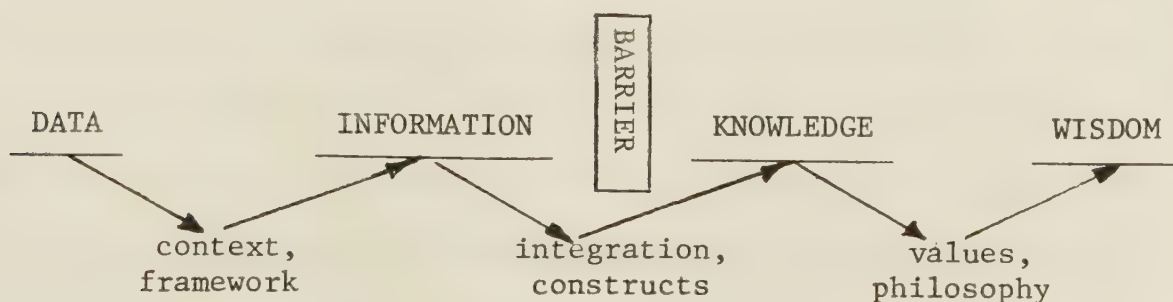 BARRIER
DATA INFORMATION KNOWLEDGE WISDOM
context, integration, values,
framework constructs philosophy